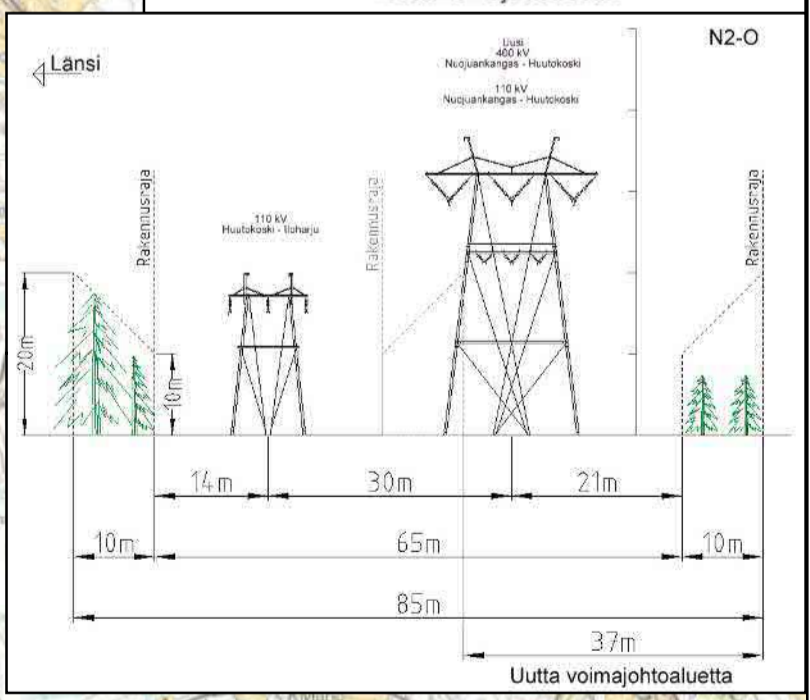 N2-O
Länsi
Uusi
400 kV
Nuojuankangas - Huutokoski
110 kV
Nuojuankangas - Huutokoski
Rakennusraja
Rakennusraja
Rakennusraja
110 kV
Huutokoski - Iloharju
20m
10m
14m
30m
21m
10m
65m
10m
85m
37m
Uutta voimajohtoaluetta